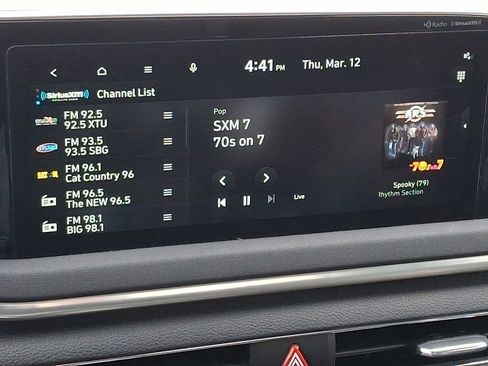 HD Radio SiriusXM
4:41 PM Thu, Mar. 12
SiriusXM Channel List
FM 92.5
92.5 XTU
FM 93.5
93.5 SBG
FM 96.1
Cat Country 96
FM 96.5
The NEW 96.5
FM 98.1
BIG 98.1
Pop
SXM 7
70s on 7
Live
ARS
70s on 7
Spooky (79)
Rhythm Section